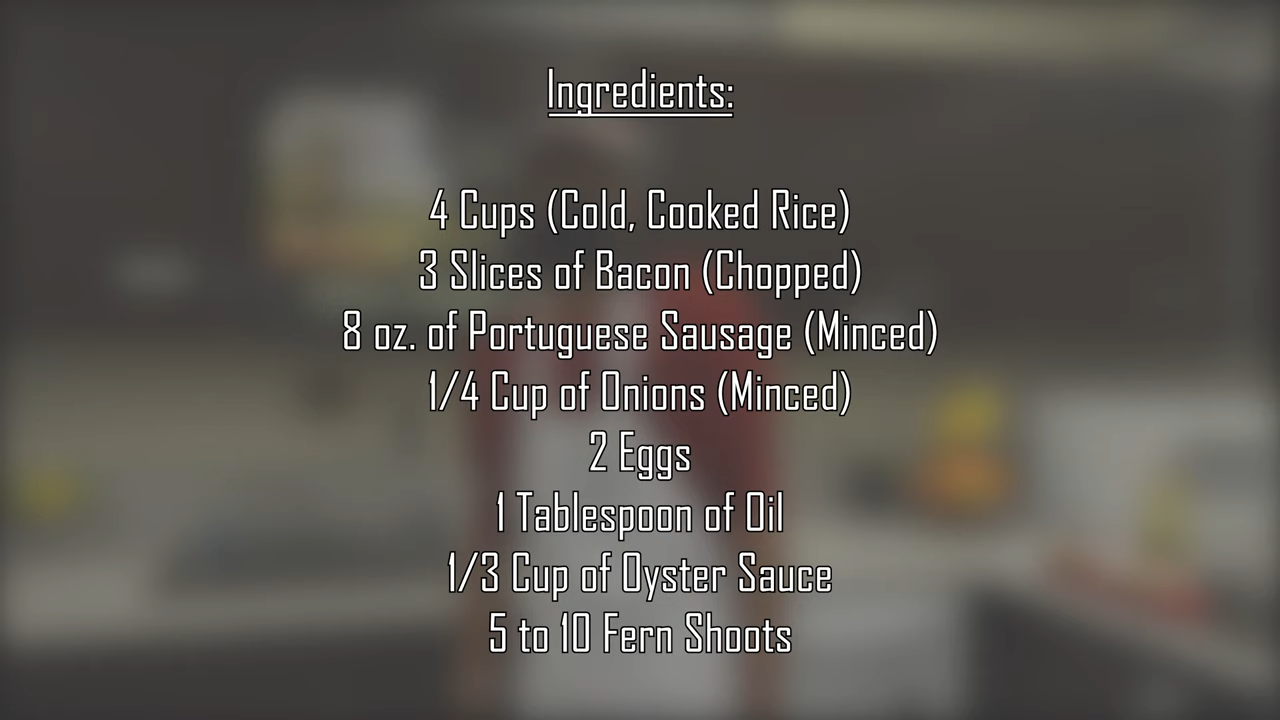 Ingredients:
4 Cups (Cold, Cooked Rice)
3 Slices of Bacon (Chopped)
8 oz. of Portuguese Sausage (Minced)
1/4 Cup of Onions (Minced)
2 Eggs
1 Tablespoon of Oil
1/3 Cup of Oyster Sauce
5 to 10 Fern Shoots